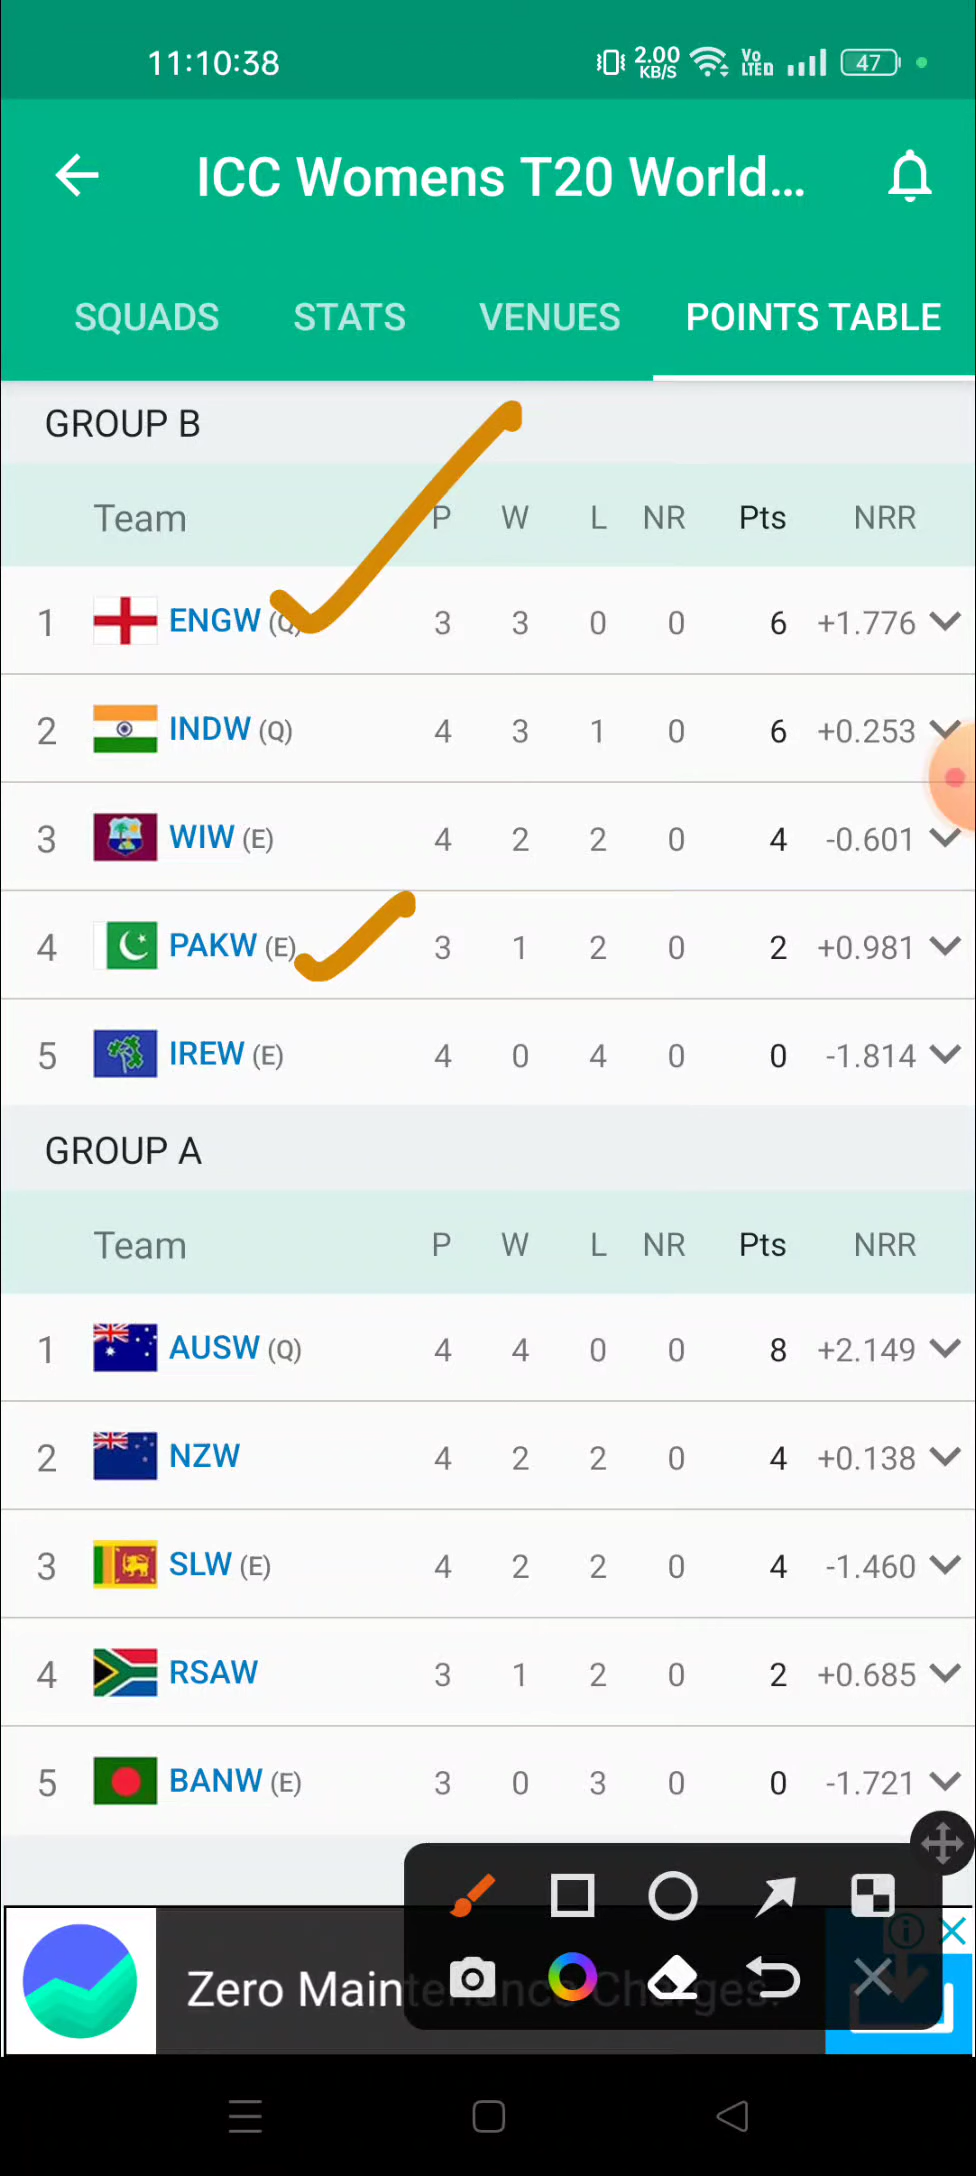 11:10:38 2.00 KB/S Vo LTED 47
ICC Womens T20 World...
SQUADS STATS VENUES POINTS TABLE
GROUP B
Team P W L NR Pts NRR
1 ENGW (Q) 3 3 0 0 6 +1.776
2 INDW (Q) 4 3 1 0 6 +0.253
3 WIW (E) 4 2 2 0 4 -0.601
4 PAKW (E) 3 1 2 0 2 +0.981
5 IREW (E) 4 0 4 0 0 -1.814
GROUP A
Team P W L NR Pts NRR
1 AUSW (Q) 4 4 0 0 8 +2.149
2 NZW 4 2 2 0 4 +0.138
3 SLW (E) 4 2 2 0 4 -1.460
4 RSAW 3 1 2 0 2 +0.685
5 BANW (E) 3 0 3 0 0 -1.721
Zero Maintenance Charges.